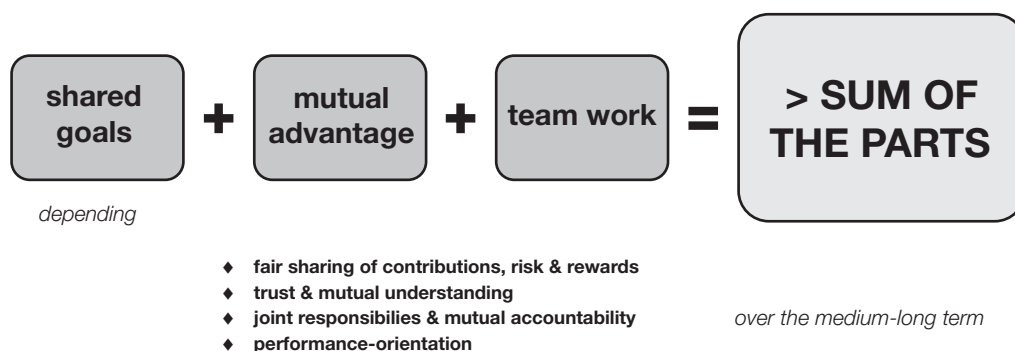 shared
goals
+
mutual
advantage
+
team work
=
> SUM OF
THE PARTS
depending
♦ fair sharing of contributions, risk & rewards
♦ trust & mutual understanding
♦ joint responsibilies & mutual accountability
♦ performance-orientation
over the medium-long term